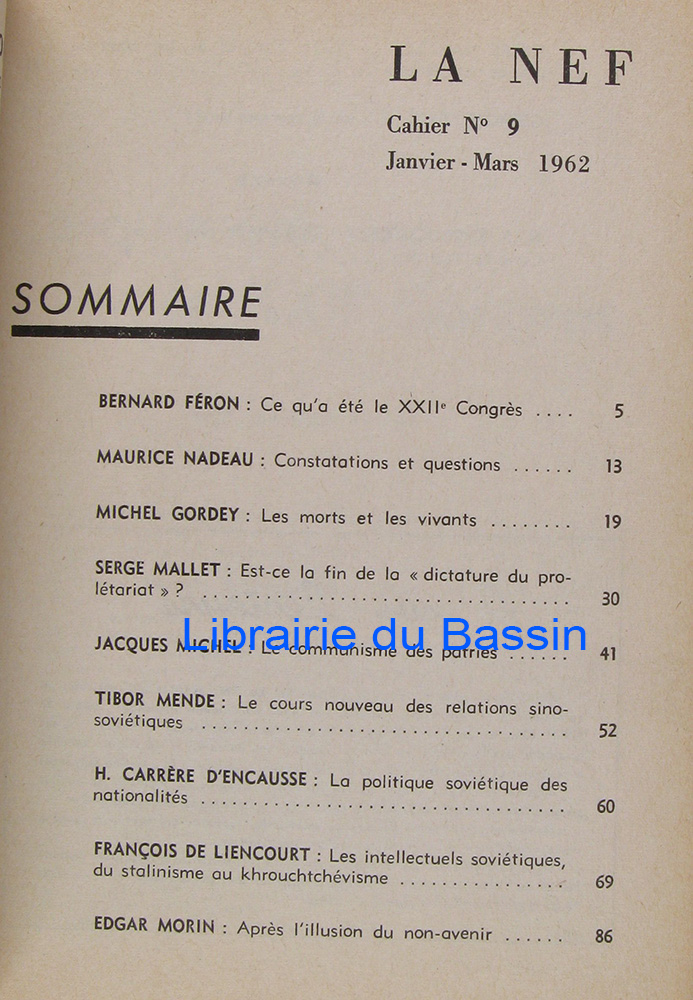 LA NEF
Cahier N° 9
Janvier - Mars 1962
SOMMAIRE
BERNARD FÉRON : Ce qu'a été le XXIIe Congrès .... 5
MAURICE NADEAU : Constatations et questions ...... 13
MICHEL GORDEY : Les morts et les vivants ........ 19
SERGE MALLET : Est-ce la fin de la « dictature du pro-
létariat » ? .................................... 30
Librairie du Bassin
JACQUES MICHEL : Le communisme des patries ...... 41
TIBOR MENDE : Le cours nouveau des relations sino-
soviétiques .................................... 52
H. CARRÈRE D'ENCAUSSE : La politique soviétique des
nationalités .................................... 60
FRANÇOIS DE LIENCOURT : Les intellectuels soviétiques,
du stalinisme au khrouchtchévisme ................ 69
EDGAR MORIN : Après l'illusion du non-avenir ...... 86